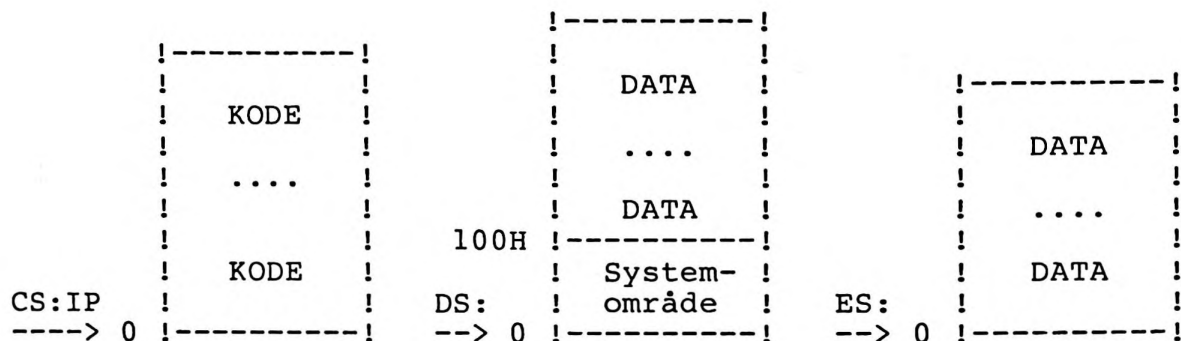 !----------!
!----------!   !          !
!          !   !   DATA   !   !----------!
!   KODE   !   !          !   !          !
!          !   !   ....   !   !   DATA   !
!   ....   !   !          !   !          !
!          !   !   DATA   !   !   ....   !
!          !   100H !----------!   !          !
!   KODE   !   !  System- !   !   DATA   !
CS:IP !          !   DS: !  område  !   ES: !          !
----> 0 !----------!   --> 0 !----------!   --> 0 !----------!